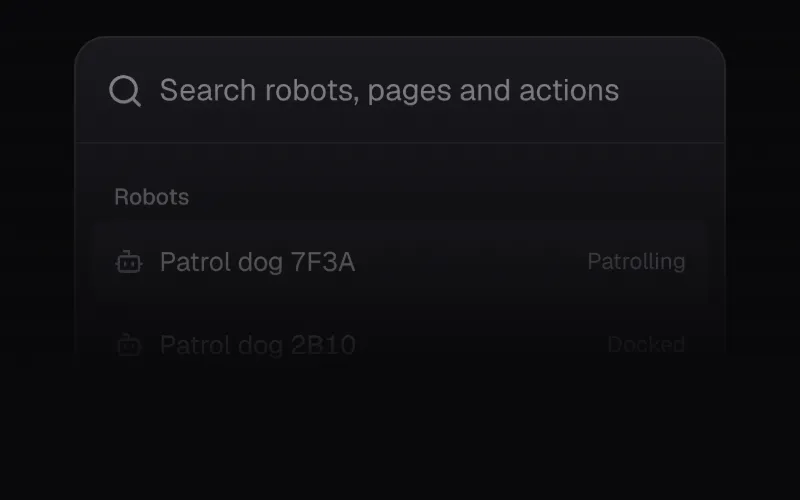 Search robots, pages and actions
Robots
Patrol dog 7F3A Patrolling
Patrol dog 2B10 Docked